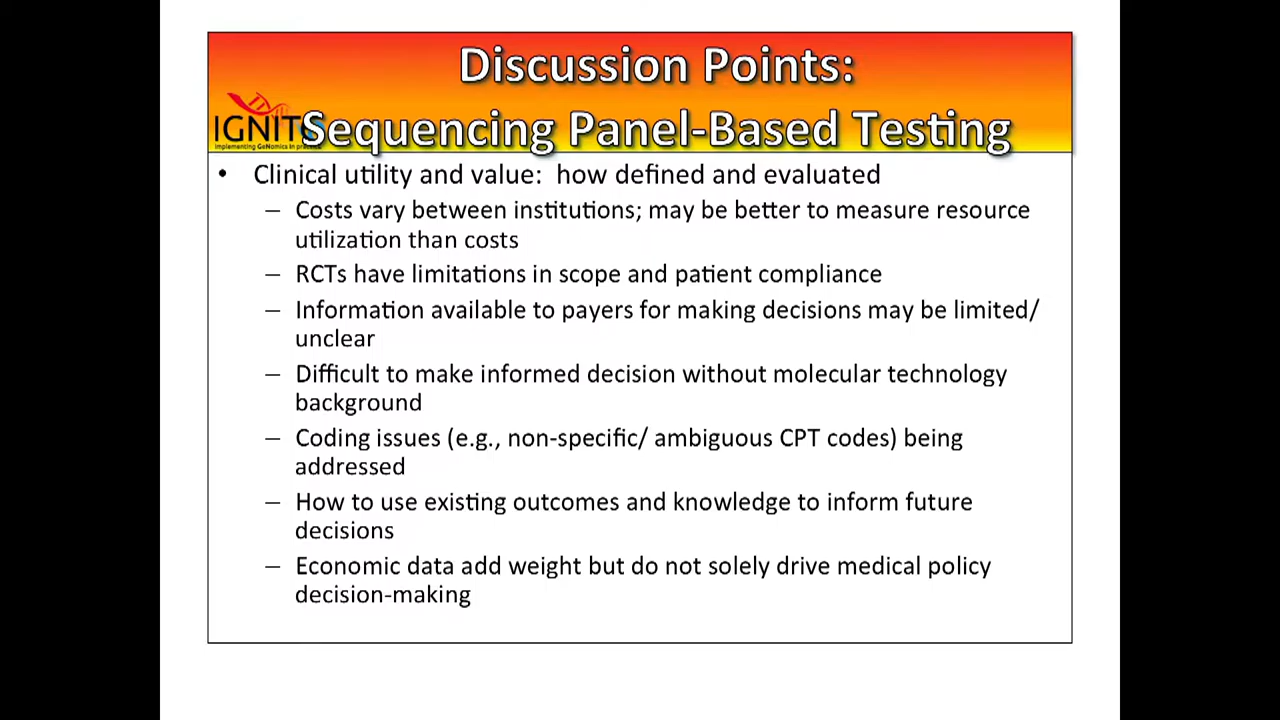 Discussion Points:
IGNITE
Sequencing Panel-Based Testing
Implementing GeNomics In practice
• Clinical utility and value: how defined and evaluated
– Costs vary between institutions; may be better to measure resource
utilization than costs
– RCTs have limitations in scope and patient compliance
– Information available to payers for making decisions may be limited/
unclear
– Difficult to make informed decision without molecular technology
background
– Coding issues (e.g., non-specific/ ambiguous CPT codes) being
addressed
– How to use existing outcomes and knowledge to inform future
decisions
– Economic data add weight but do not solely drive medical policy
decision-making